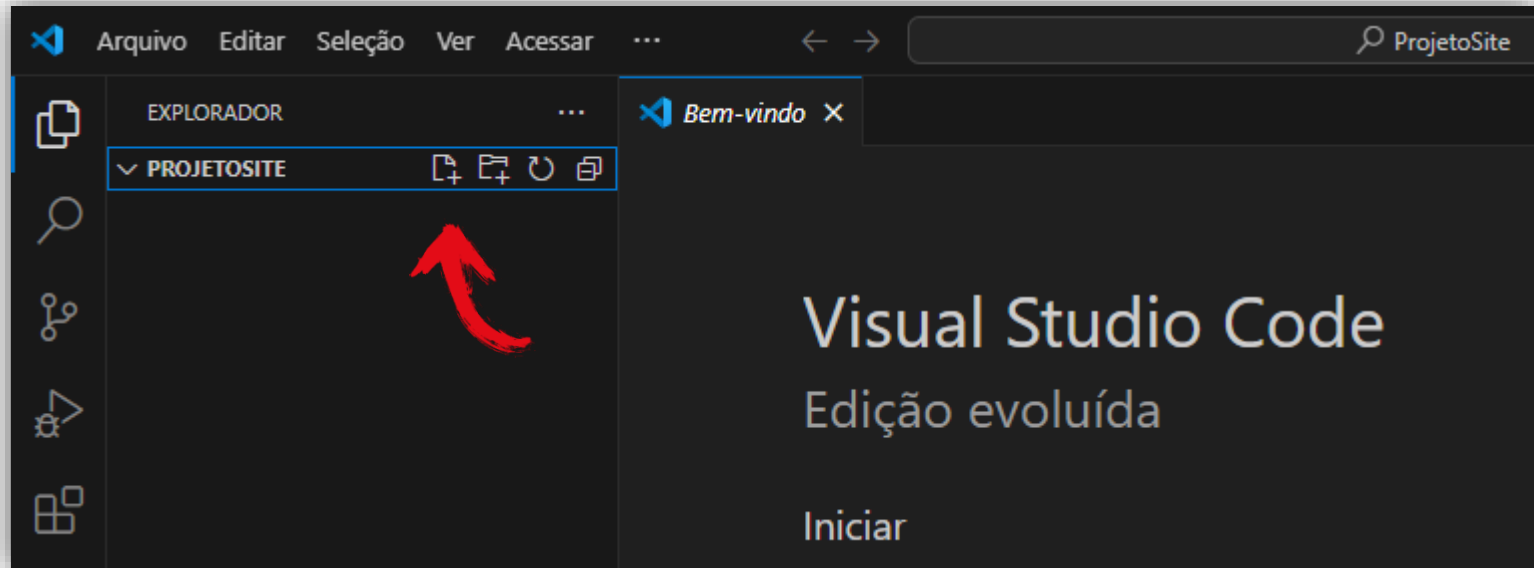 Arquivo Editar Seleção Ver Acessar ... ProjetoSite
EXPLORADOR ...
Bem-vindo
PROJETOSITE
Visual Studio Code
Edição evoluída
Iniciar